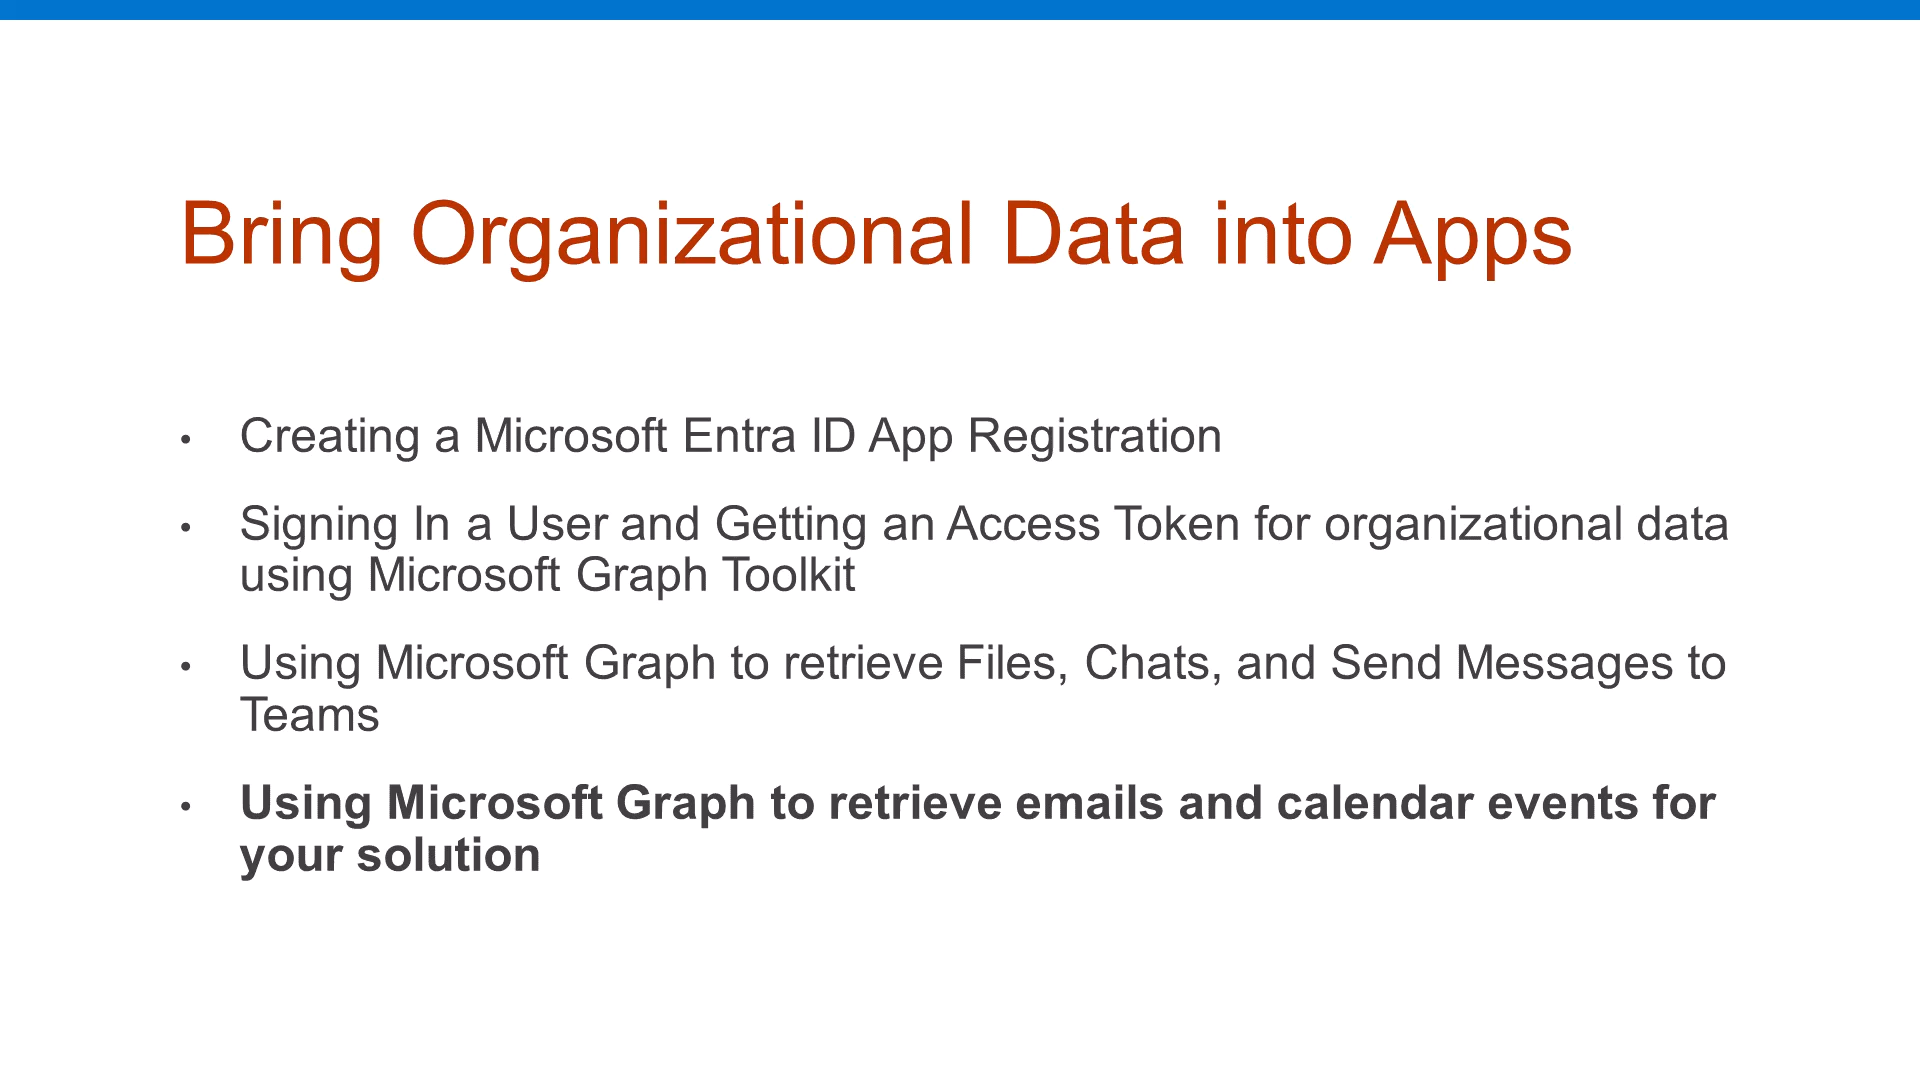 Bring Organizational Data into Apps
• Creating a Microsoft Entra ID App Registration
• Signing In a User and Getting an Access Token for organizational data
using Microsoft Graph Toolkit
• Using Microsoft Graph to retrieve Files, Chats, and Send Messages to
Teams
• Using Microsoft Graph to retrieve emails and calendar events for
your solution